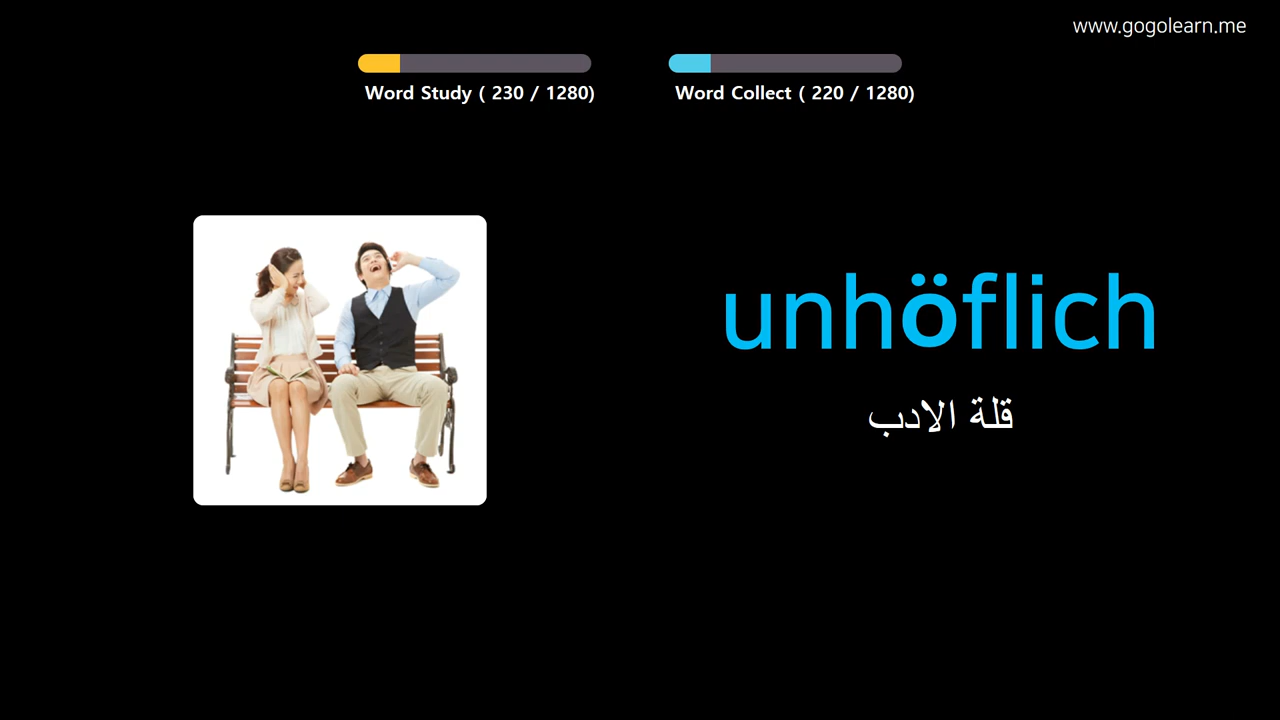 www.gogolearn.me
Word Study ( 230 / 1280)
Word Collect ( 220 / 1280)
unhöflich
قلة الادب